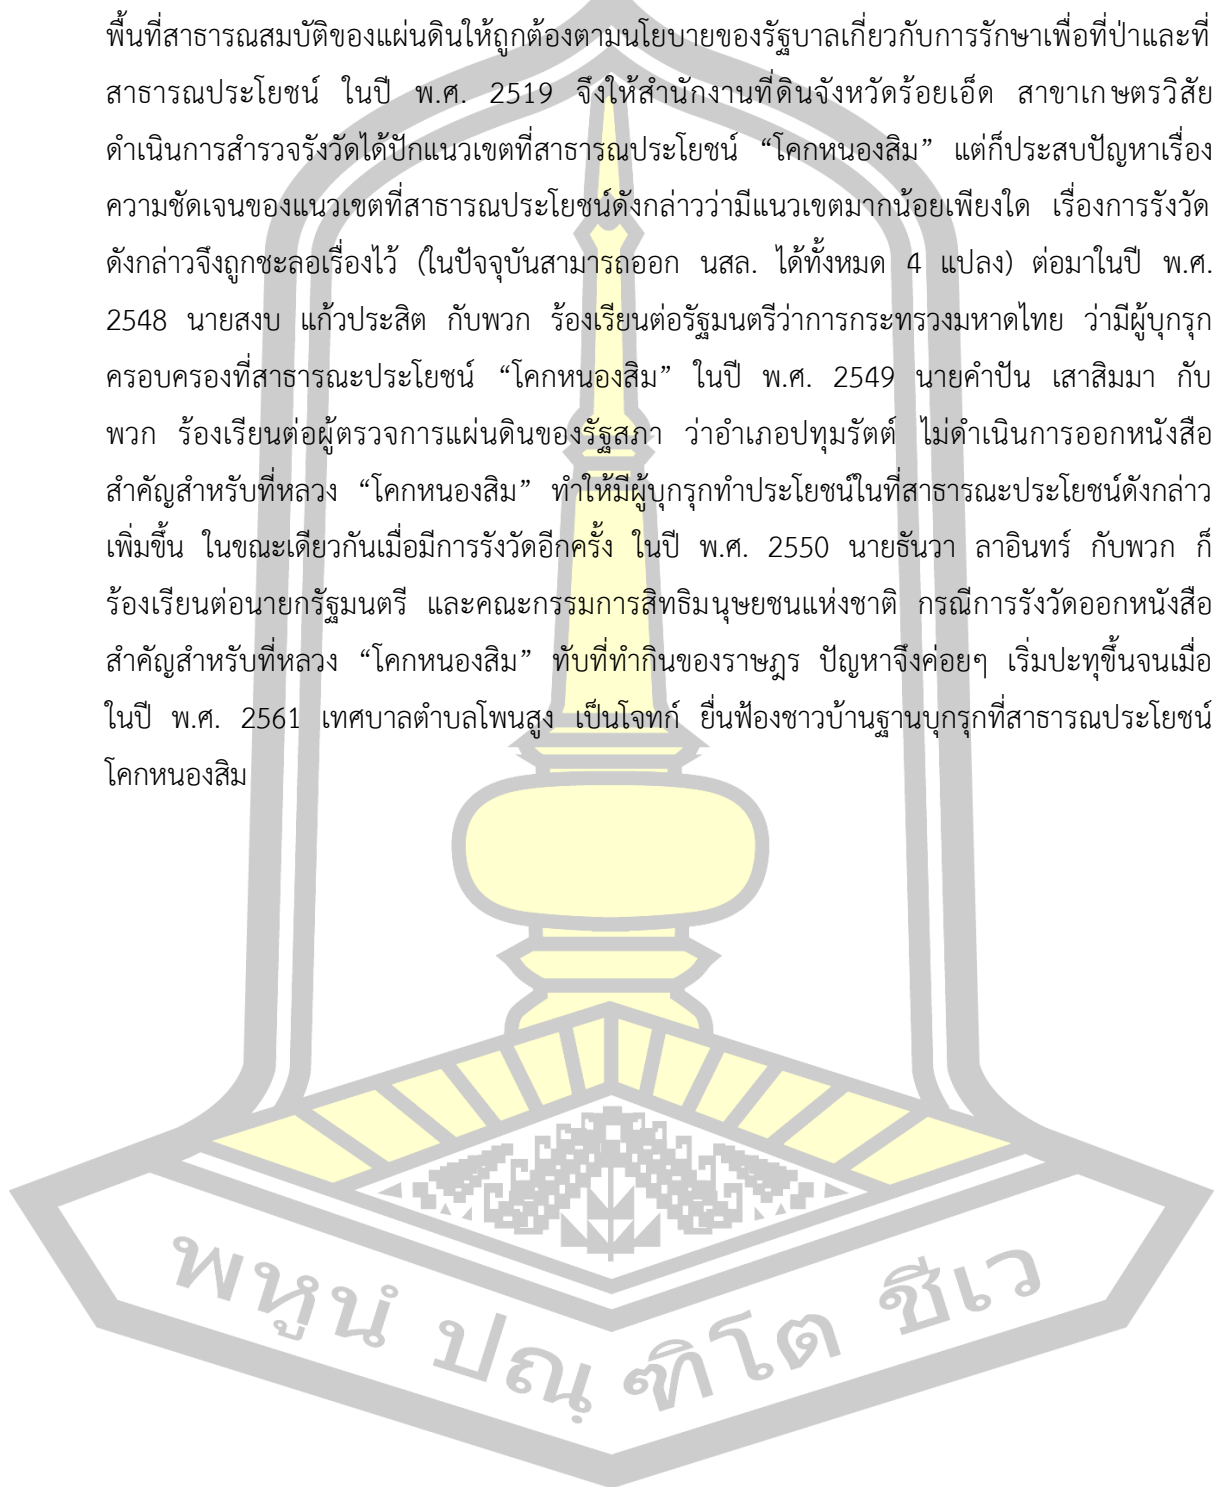 พื้นที่สาธารณสมบัติของแผ่นดินให้ถูกต้องตามนโยบายของรัฐบาลเกี่ยวกับการรักษาเพื่อที่ป่าและที่
สาธารณประโยชน์ ในปี พ.ศ. 2519 จึงให้สำนักงานที่ดินจังหวัดร้อยเอ็ด สาขาเกษตรวิสัย
ดำเนินการสำรวจรังวัดได้ปักแนวเขตที่สาธารณประโยชน์ “โคกหนองสิม” แต่ก็ประสบปัญหาเรื่อง
ความชัดเจนของแนวเขตที่สาธารณประโยชน์ดังกล่าวว่ามีแนวเขตมากน้อยเพียงใด เรื่องการรังวัด
ดังกล่าวจึงถูกชะลอเรื่องไว้ (ในปัจจุบันสามารถออก นสล. ได้ทั้งหมด 4 แปลง) ต่อมาในปี พ.ศ.
2548 นายสงบ แก้วประสิต กับพวก ร้องเรียนต่อรัฐมนตรีว่าการกระทรวงมหาดไทย ว่ามีผู้บุกรุก
ครอบครองที่สาธารณะประโยชน์ “โคกหนองสิม” ในปี พ.ศ. 2549 นายคำปัน เสาสิมมา กับ
พวก ร้องเรียนต่อผู้ตรวจการแผ่นดินของรัฐสภา ว่าอำเภอปทุมรัตต์ ไม่ดำเนินการออกหนังสือ
สำคัญสำหรับที่หลวง “โคกหนองสิม” ทำให้มีผู้บุกรุกทำประโยชน์ในที่สาธารณะประโยชน์ดังกล่าว
เพิ่มขึ้น ในขณะเดียวกันเมื่อมีการรังวัดอีกครั้ง ในปี พ.ศ. 2550 นายธันวา ลาอินทร์ กับพวก ก็
ร้องเรียนต่อนายกรัฐมนตรี และคณะกรรมการสิทธิมนุษยชนแห่งชาติ กรณีการรังวัดออกหนังสือ
สำคัญสำหรับที่หลวง “โคกหนองสิม” ทับที่ทำกินของราษฎร ปัญหาจึงค่อยๆ เริ่มปะทุขึ้นจนเมื่อ
ในปี พ.ศ. 2561 เทศบาลตำบลโพนสูง เป็นโจทก์ ยื่นฟ้องชาวบ้านฐานบุกรุกที่สาธารณประโยชน์
โคกหนองสิม
พหูนํ ปณฺฑิโต ชีเว